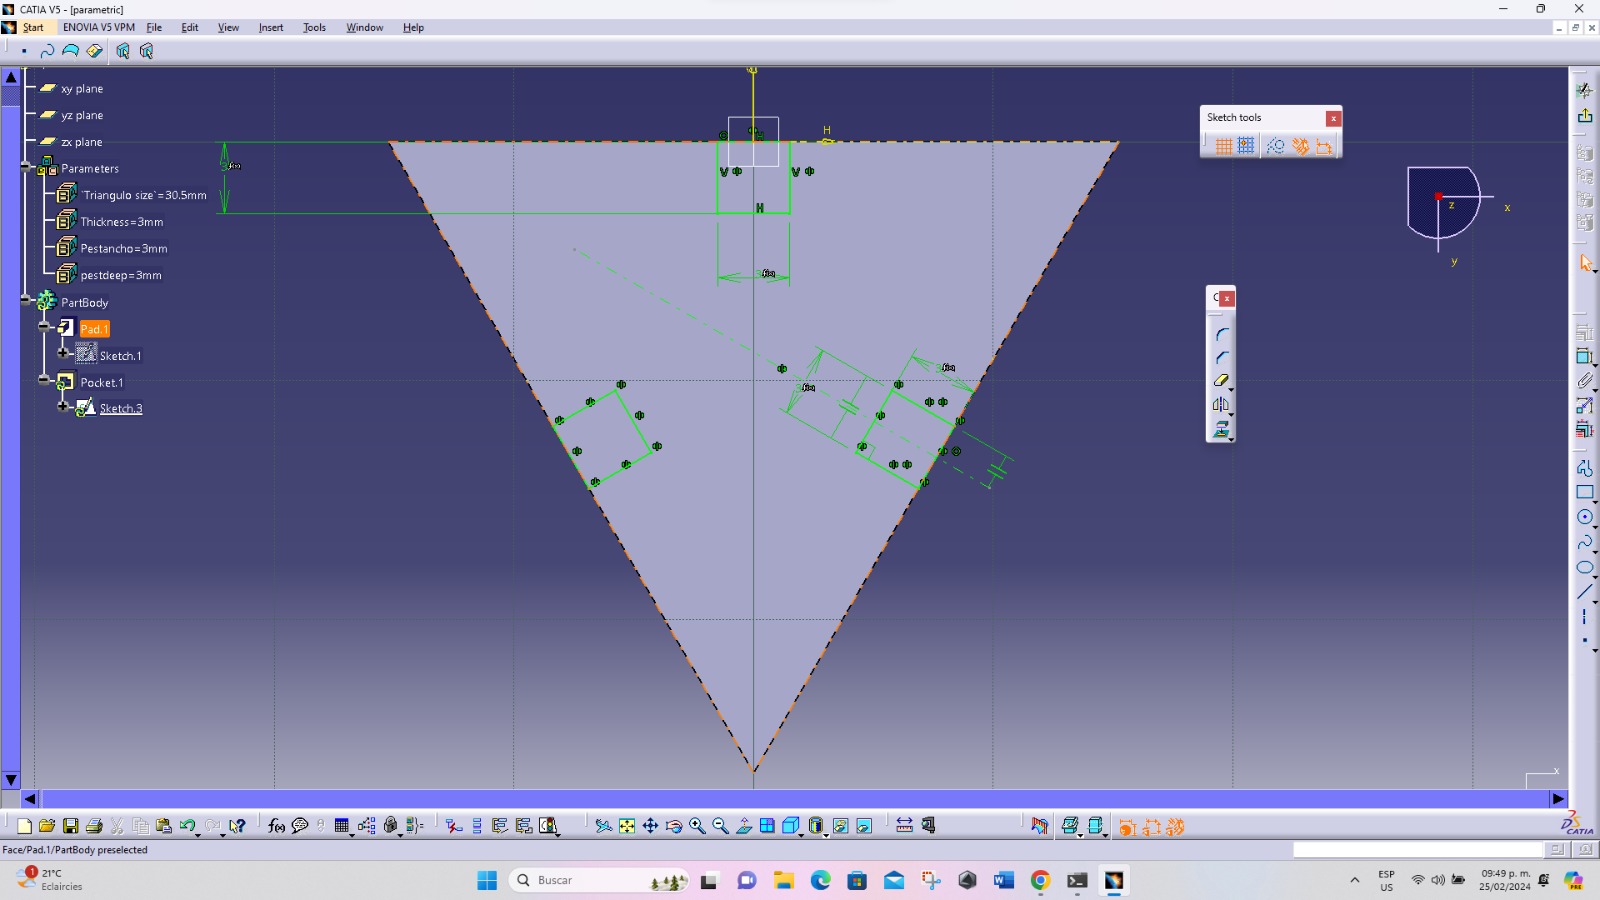 CATIA V5 - [parametric]
Start
ENOVIA V5 VPM
File
Edit
View
Insert
Tools
Window
Help
xy plane
yz plane
zx plane
Parameters
`Triangulo size`=30.5mm
Thickness=3mm
Pestancho=3mm
pestdeep=3mm
PartBody
Pad.1
Sketch.1
Pocket.1
Sketch.3
H
V
V
H
Sketch tools
x
z
x
y
C
x
x
f(x)
CATIA
Face/Pad.1/PartBody preselected
1
21°C
Eclaircies
Buscar
ESP
US
09:49 p. m.
25/02/2024
PRE